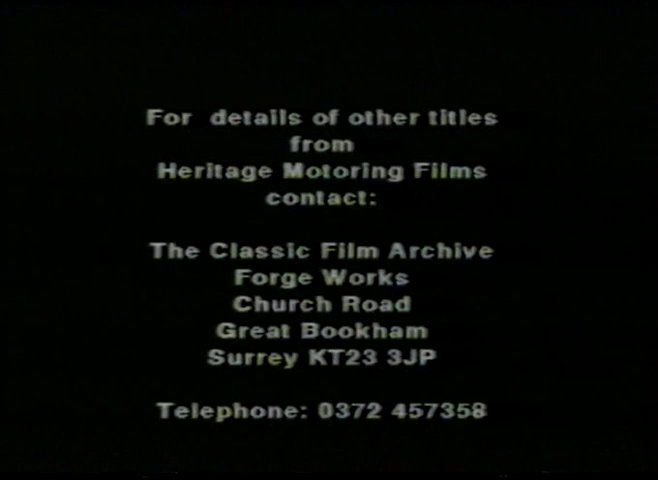 For details of other titles
from
Heritage Motoring Films
contact:
The Classic Film Archive
Forge Works
Church Road
Great Bookham
Surrey KT23 3JP
Telephone: 0372 457358